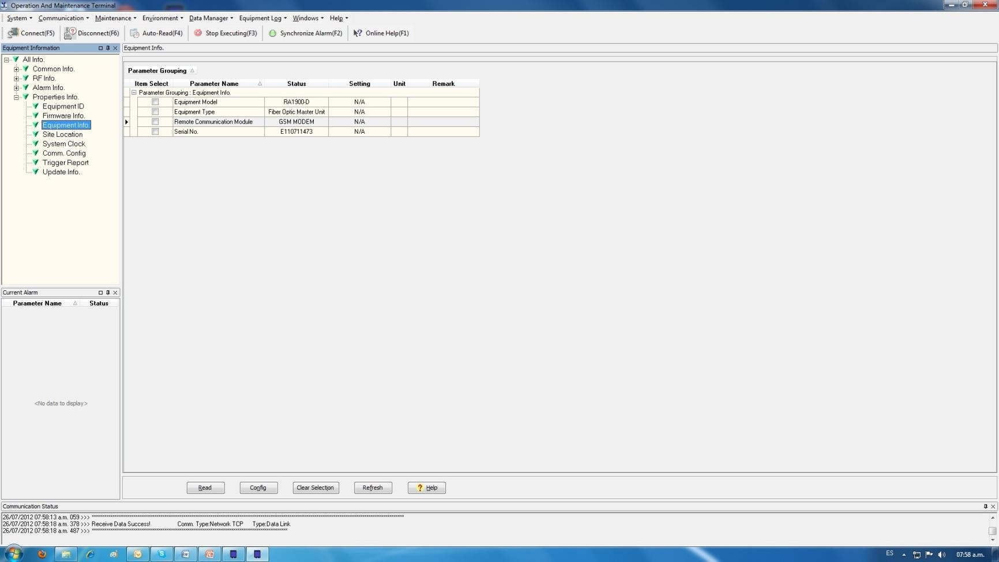 Operation And Maintenance Terminal
System Communication Maintenance Environment Data Manager Equipment Log Windows Help
Connect(F5) Disconnect(F6) Auto-Read(F4) Stop Executing(F3) Synchronize Alarm(F2) Online Help(F1)
Equipment Information
Equipment Info.
All Info.
Common Info.
RF Info.
Alarm Info.
Properties Info.
Equipment ID
Firmware Info.
Equipment Info.
Site Location
System Clock
Comm. Config
Trigger Report
Update Info.
Parameter Grouping
Item Select Parameter Name Status Setting Unit Remark
Parameter Grouping : Equipment Info.
Equipment Model RA1900-D N/A
Equipment Type Fiber Optic Master Unit N/A
Remote Communication Module GSM MODEM N/A
Serial No. E110711473 N/A
Current Alarm
Parameter Name Status
<No data to display>
Read Config Clear Selection Refresh Help
Communication Status
26/07/2012 07:58:13 a.m. 059 >>>
26/07/2012 07:58:18 a.m. 378 >>> Receive Data Success! Comm. Type:Network TCP Type:Data Link
26/07/2012 07:58:18 a.m. 487 >>>
ES 07:58 a.m.